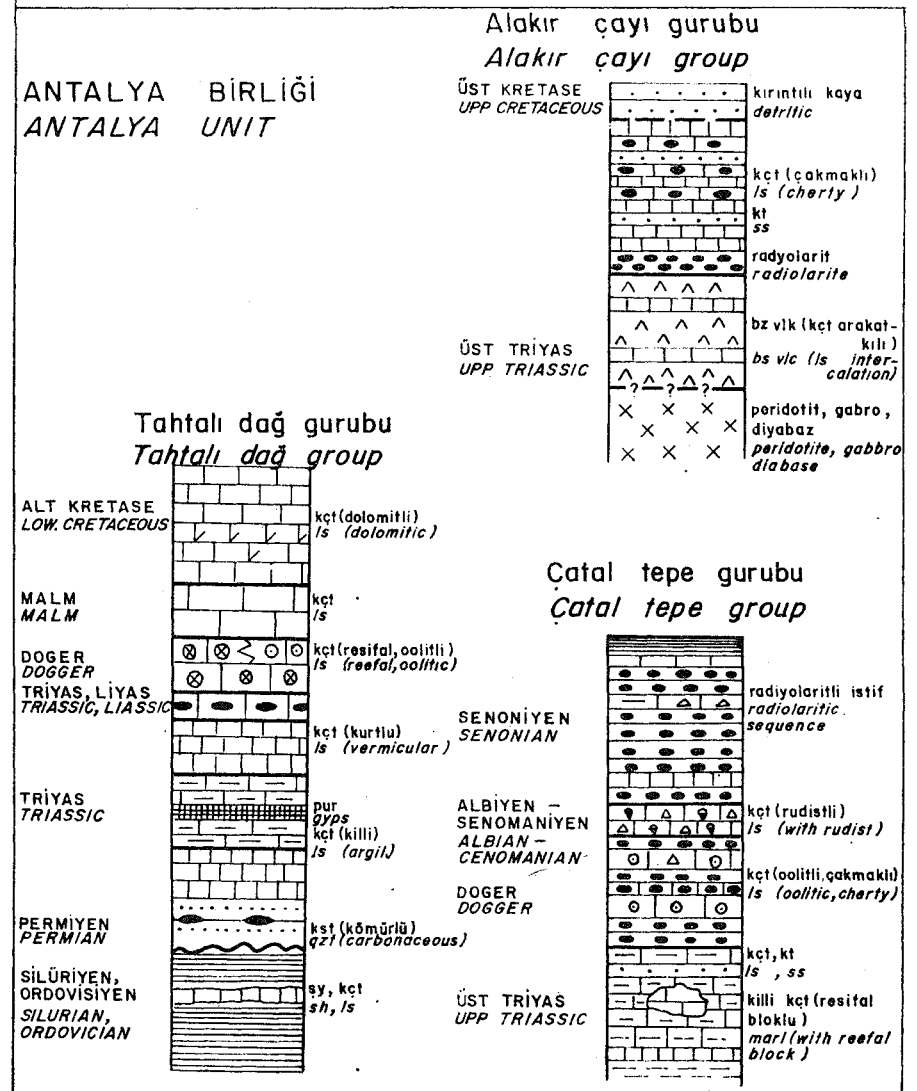 ANTALYA BİRLİĞİ
ANTALYA UNIT
Alakır çayı gurubu
Alakır çayı group
ÜST KRETASE
UPP CRETACEOUS
kırıntılı kaya
detritic
kçt (çakmaklı)
ls (cherty)
kt
ss
radyolarit
radiolarite
bz vlk (kçt arakat-
kılı)
ÜST TRİYAS
UPP TRIASSIC
bs vlc (ls inter-
calation)
? ? ?
peridotit, gabro,
diyabaz
peridotite, gabbro
diabase
Tahtalı dağ gurubu
Tahtalı dağ group
ALT KRETASE
LOW. CRETACEOUS
kçt (dolomitli)
ls (dolomitic)
MALM
MALM
kçt
ls
DOGER
DOGGER
kçt (resifal, oolitli)
ls (reefal, oolitic)
TRİYAS, LİYAS
TRIASSIC, LIASSIC
kçt (kurtlu)
ls (vermicular)
TRİYAS
TRIASSIC
pur
gyps
kçt (killi)
ls (argil.)
PERMİYEN
PERMIAN
kst (kömürlü)
qzt (carbonaceous)
SİLÜRİYEN,
ORDOVİSİYEN
SILURIAN,
ORDOVICIAN
sy, kçt
sh, ls
Çatal tepe gurubu
Çatal tepe group
SENONİYEN
SENONIAN
radiyolaritli istif
radiolaritic
sequence
ALBİYEN –
SENOMANİYEN
ALBIAN –
CENOMANIAN
kçt (rudistli)
ls (with rudist)
DOGER
DOGGER
kçt (oolitli, çakmaklı)
ls (oolitic, cherty)
kçt, kt
ls, ss
ÜST TRİYAS
UPP TRIASSIC
killi kçt (resifal
bloklu)
marl (with reefal
block)